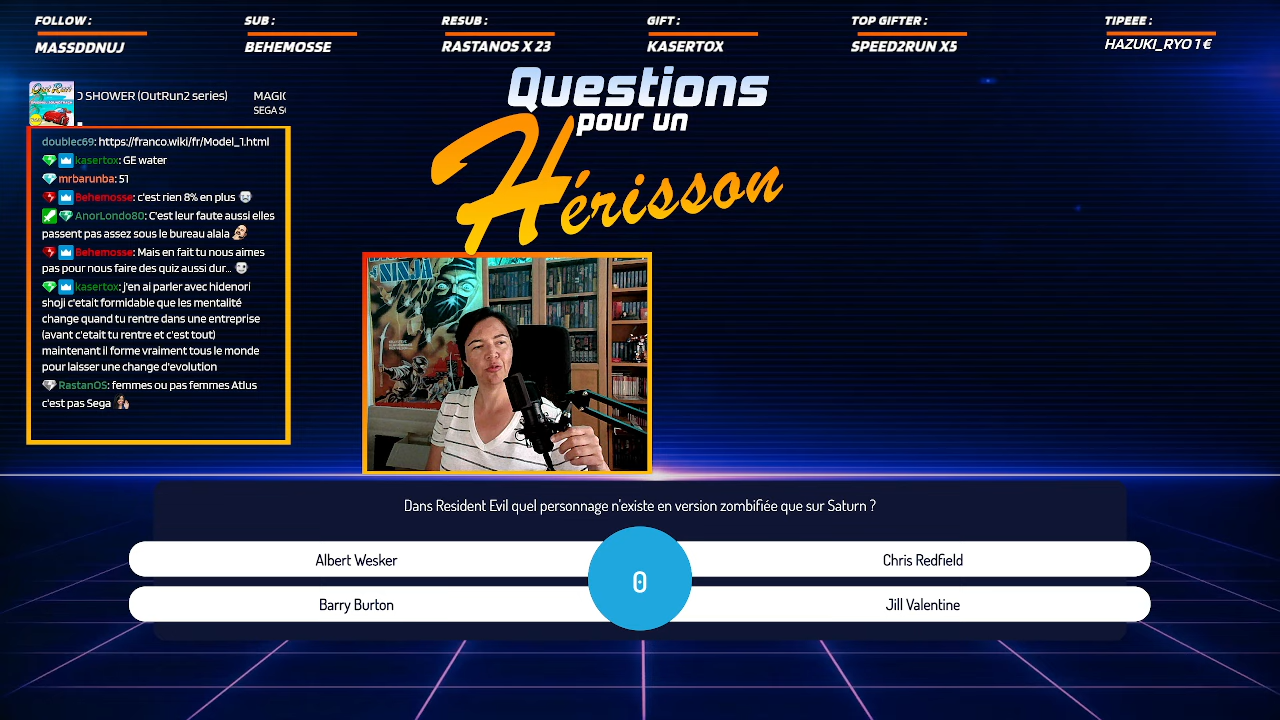 FOLLOW :
MASSDDNUJ
SUB :
BEHEMOSSE
RESUB :
RASTANOS X 23
GIFT :
KASERTOX
TOP GIFTER :
SPEED2RUN X5
TIPEEE :
HAZUKI_RYO 1 €
Questions
pour un
Hérisson
SHOWER (OutRun2 series)
MAGIC
SEGA
Out Run
doublec69: https://franco.wiki/fr/Model_1.html
kasertox: GE water
mrbarunba: 51
Behemosse: c'est rien 8% en plus
AnorLondo80: C'est leur faute aussi elles
passent pas assez sous le bureau alala
Behemosse: Mais en fait tu nous aimes
pas pour nous faire des quiz aussi dur...
kasertox: j'en ai parler avec hidenori
shoji c'etait formidable que les mentalité
change quand tu rentre dans une entreprise
(avant c'etait tu rentre et c'est tout)
maintenant il forme vraiment tous le monde
pour laisser une change d'evolution
RastanOS: femmes ou pas femmes Atlus
c'est pas Sega
NINJA
Dans Resident Evil quel personnage n'existe en version zombifiée que sur Saturn ?
Albert Wesker
Chris Redfield
0
Barry Burton
Jill Valentine